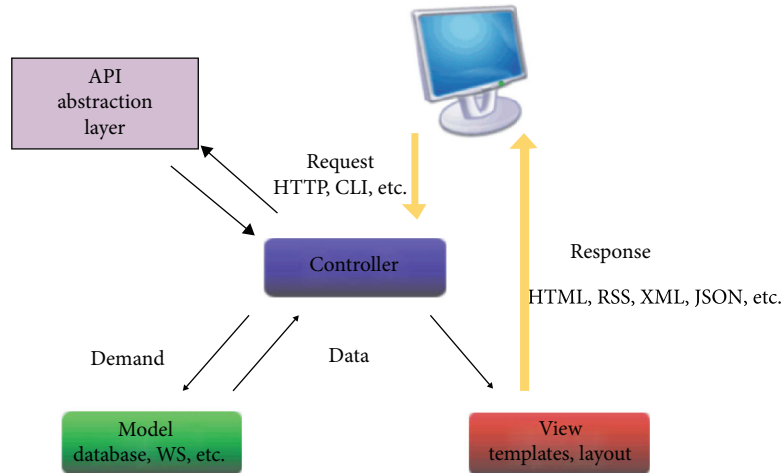 API
abstraction
layer
Request
HTTP, CLI, etc.
Controller
Response
HTML, RSS, XML, JSON, etc.
Demand
Data
Model
database, WS, etc.
View
templates, layout